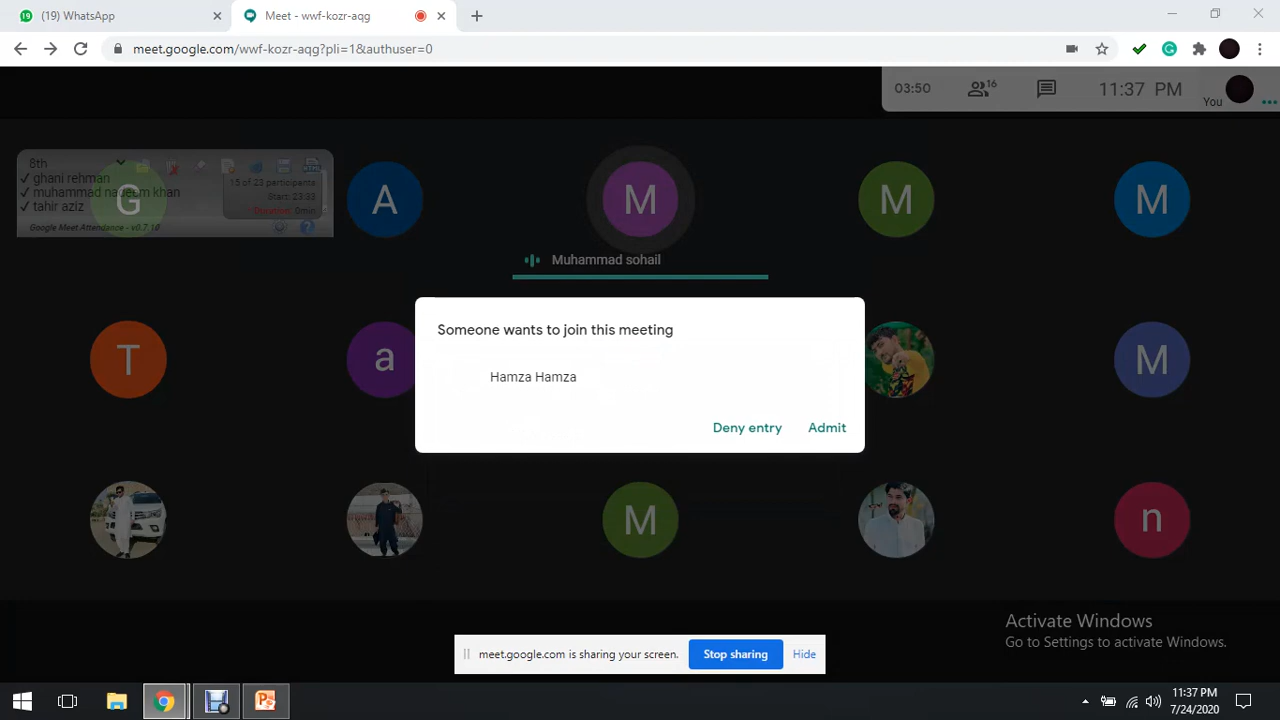 (19) WhatsApp
Meet - wwf-kozr-aqg
meet.google.com/wwf-kozr-aqg?pli=1&authuser=0
03:50
16
11:37 PM
You
8th
✓ ghani rehman
✓ muhammad nadeem khan
✓ tahir aziz
15 of 23 participants
Start: 23:33
Google Meet Attendance - v0.7.10
G
A
M
M
M
Muhammad sohail
T
a
M
Someone wants to join this meeting
Hamza Hamza
Deny entry
Admit
M
n
Activate Windows
Go to Settings to activate Windows.
meet.google.com is sharing your screen.
Stop sharing
Hide
11:37 PM
7/24/2020